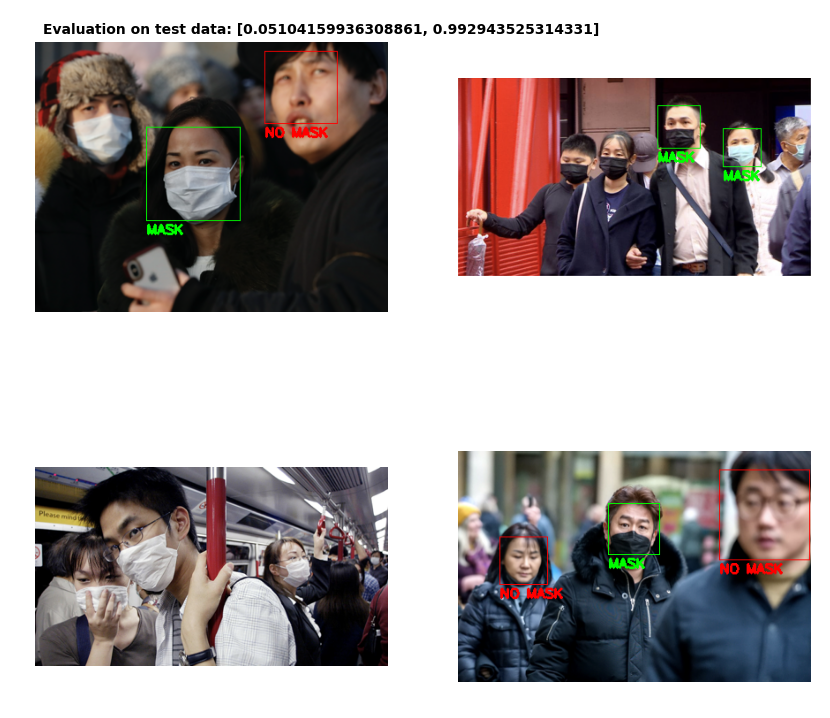 Evaluation on test data: [0.05104159936308861, 0.992943525314331]
NO MASK
MASK
MASK
MASK
Please mind
MASK
NO MASK
NO MASK